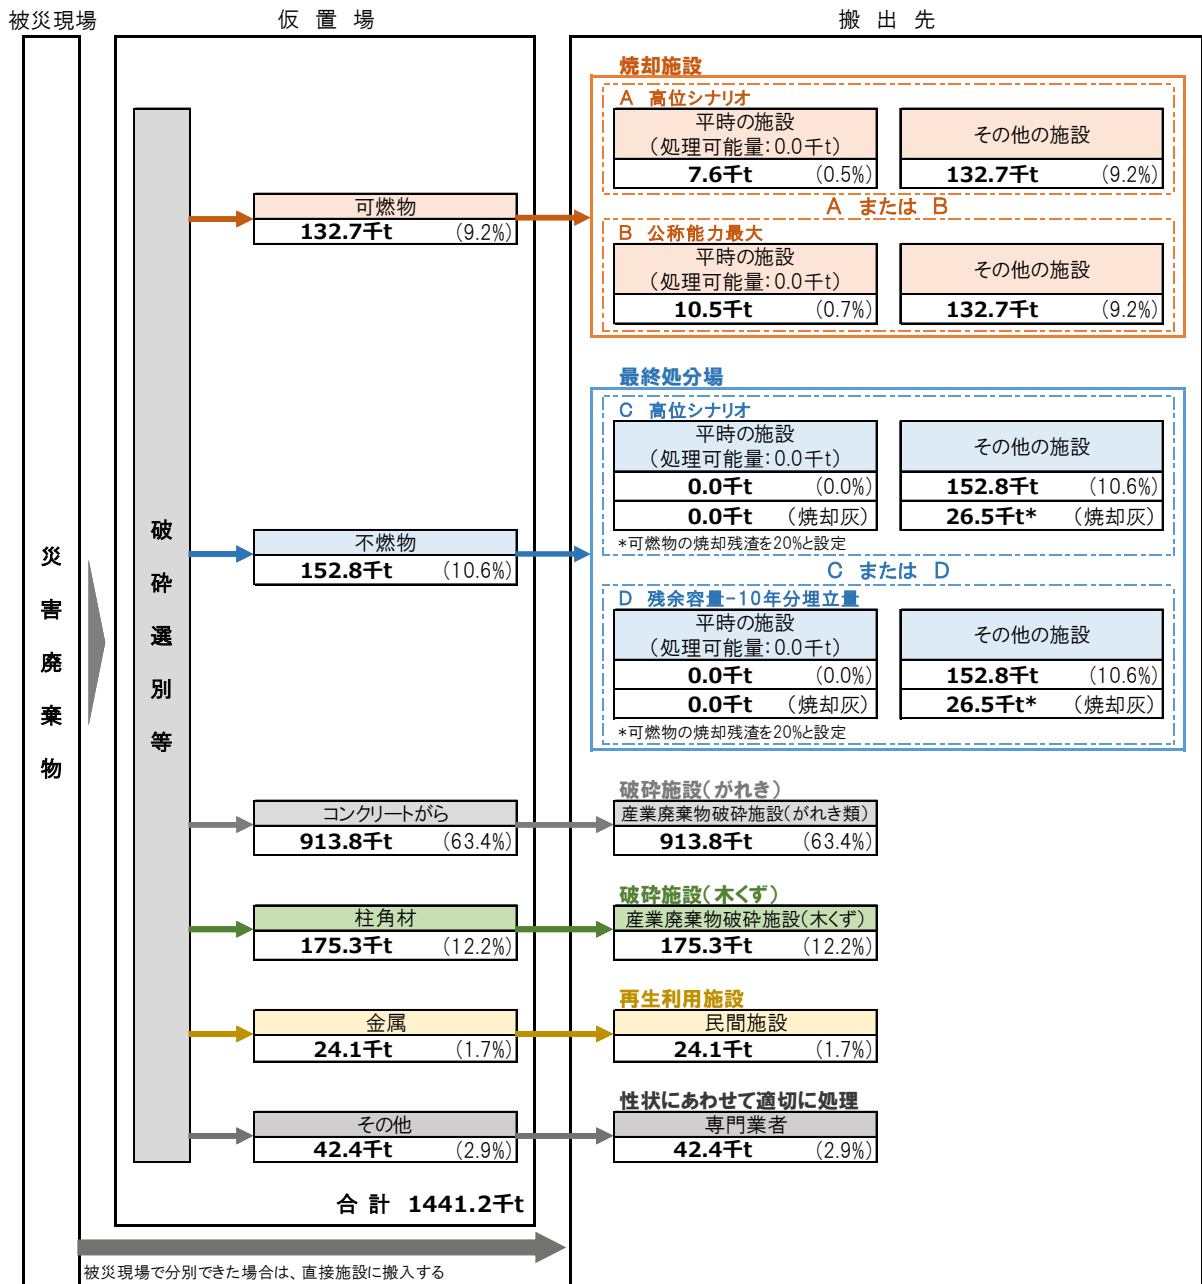 被災現場
仮 置 場
搬 出 先
災害廃棄物
破砕選別等
可燃物
132.7千t (9.2%)
不燃物
152.8千t (10.6%)
コンクリートがら
913.8千t (63.4%)
柱角材
175.3千t (12.2%)
金属
24.1千t (1.7%)
その他
42.4千t (2.9%)
合 計 1441.2千t
焼却施設
A 高位シナリオ
平時の施設
(処理可能量:0.0千t)
7.6千t (0.5%)
その他の施設
132.7千t (9.2%)
A または B
B 公称能力最大
平時の施設
(処理可能量:0.0千t)
10.5千t (0.7%)
その他の施設
132.7千t (9.2%)
最終処分場
C 高位シナリオ
平時の施設
(処理可能量:0.0千t)
0.0千t (0.0%)
0.0千t (焼却灰)
その他の施設
152.8千t (10.6%)
26.5千t* (焼却灰)
*可燃物の焼却残渣を20%と設定
C または D
D 残余容量-10年分埋立量
平時の施設
(処理可能量:0.0千t)
0.0千t (0.0%)
0.0千t (焼却灰)
その他の施設
152.8千t (10.6%)
26.5千t* (焼却灰)
*可燃物の焼却残渣を20%と設定
破砕施設(がれき)
産業廃棄物破砕施設(がれき類)
913.8千t (63.4%)
破砕施設(木くず)
産業廃棄物破砕施設(木くず)
175.3千t (12.2%)
再生利用施設
民間施設
24.1千t (1.7%)
性状にあわせて適切に処理
専門業者
42.4千t (2.9%)
被災現場で分別できた場合は、直接施設に搬入する